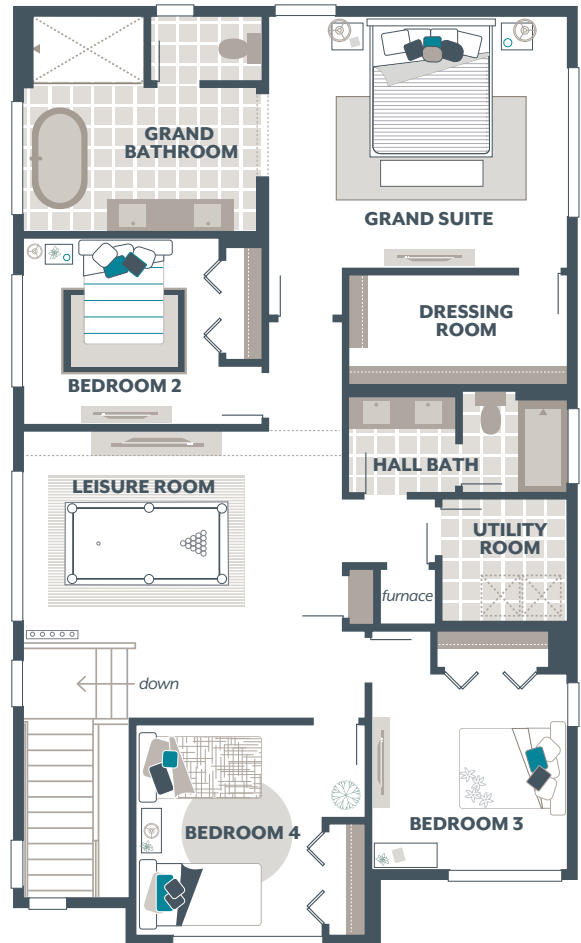 GRAND
BATHROOM
GRAND SUITE
DRESSING
ROOM
BEDROOM 2
HALL BATH
LEISURE ROOM
UTILITY
ROOM
furnace
down
BEDROOM 4
BEDROOM 3